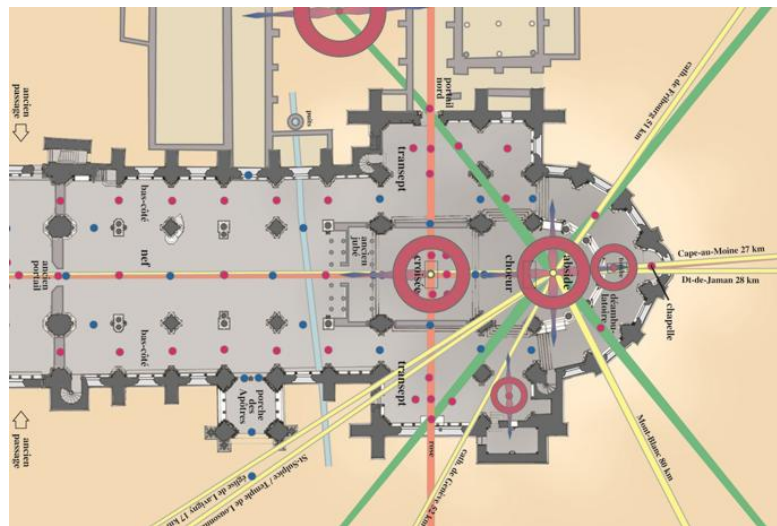 portail
nord
cath. de Fribourg 51 km
ancien
passage
puits
transept
bas-côté
nef
ancien
jubé
croisée
choeur
abside
Cape-au-Moine 27 km
Dt-de-Jaman 28 km
ancien
portail
déambu-
latoire
chapelle
bas-côté
transept
porche
des
Apôtres
rose
ancien
passage
Mont-Blanc 80 km
cath. de Genève 52 km
St-Sulpice / Temple de Lousonna
église de Lavigny 17 km